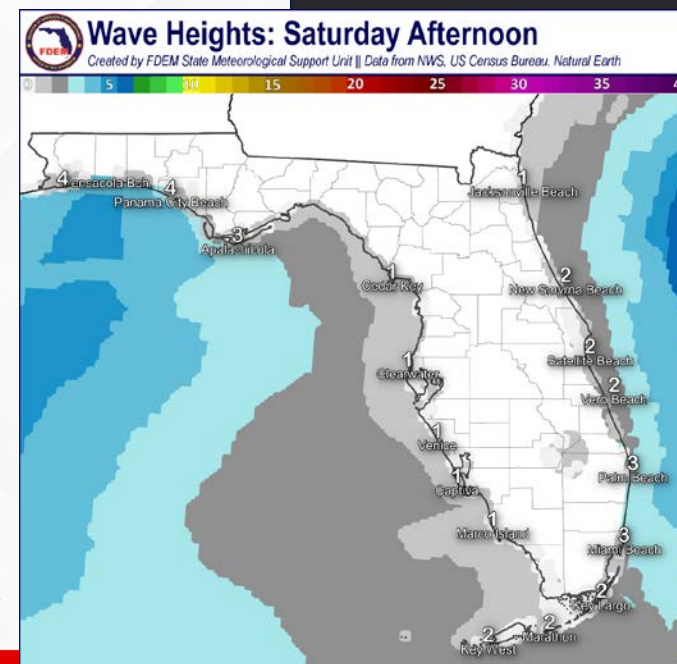 FDEM
Wave Heights: Saturday Afternoon
Created by FDEM State Meteorological Support Unit || Data from NWS, US Census Bureau, Natural Earth
0 5 10 15 20 25 30 35 4
1
Jacksonville Beach
4
Pensacola Bch
4
Panama City Beach
3
Apalachicola
1
Cedar Key
2
New Smyrna Beach
2
Satellite Beach
1
Clearwater
2
Vero Beach
1
Venice
3
Palm Beach
1
Captiva
1
Marco Island
3
Miami Beach
2
Key Largo
2
Marathon
2
Key West